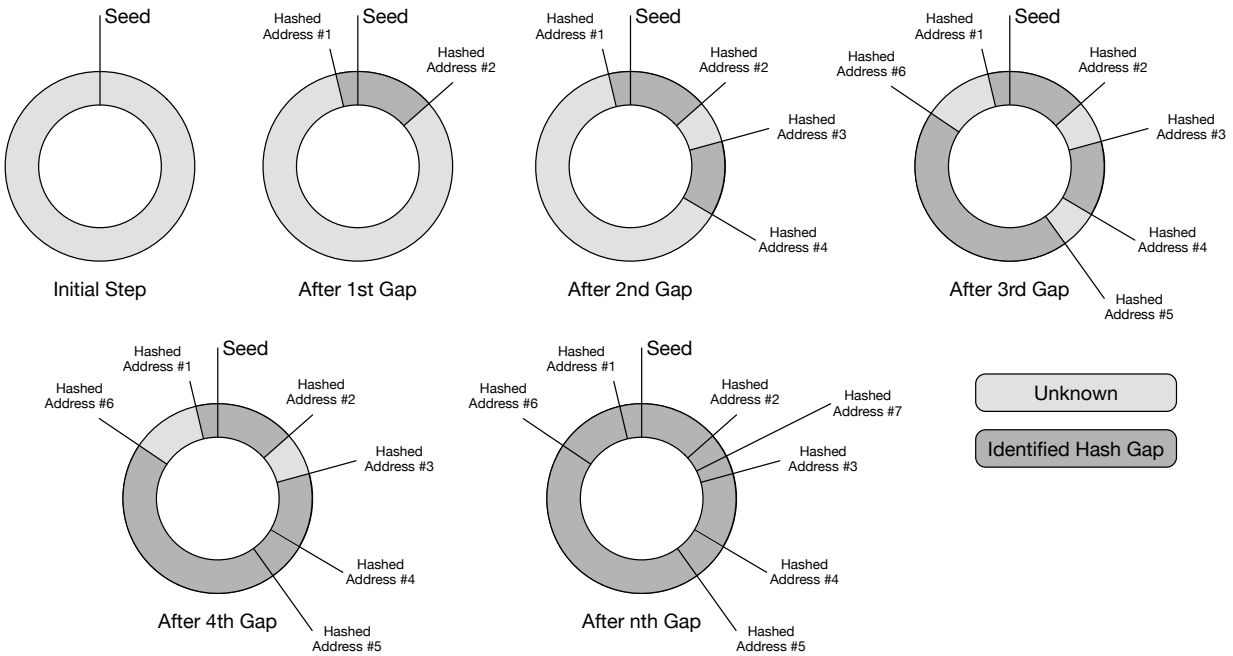 Seed
Initial Step
Hashed
Address #1
Seed
Hashed
Address #2
After 1st Gap
Hashed
Address #1
Seed
Hashed
Address #2
Hashed
Address #3
Hashed
Address #4
After 2nd Gap
Hashed
Address #6
Hashed
Address #1
Seed
Hashed
Address #2
Hashed
Address #3
Hashed
Address #4
Hashed
Address #5
After 3rd Gap
Hashed
Address #6
Hashed
Address #1
Seed
Hashed
Address #2
Hashed
Address #3
Hashed
Address #4
Hashed
Address #5
After 4th Gap
Hashed
Address #6
Hashed
Address #1
Seed
Hashed
Address #2
Hashed
Address #7
Hashed
Address #3
Hashed
Address #4
Hashed
Address #5
After nth Gap
Unknown
Identified Hash Gap